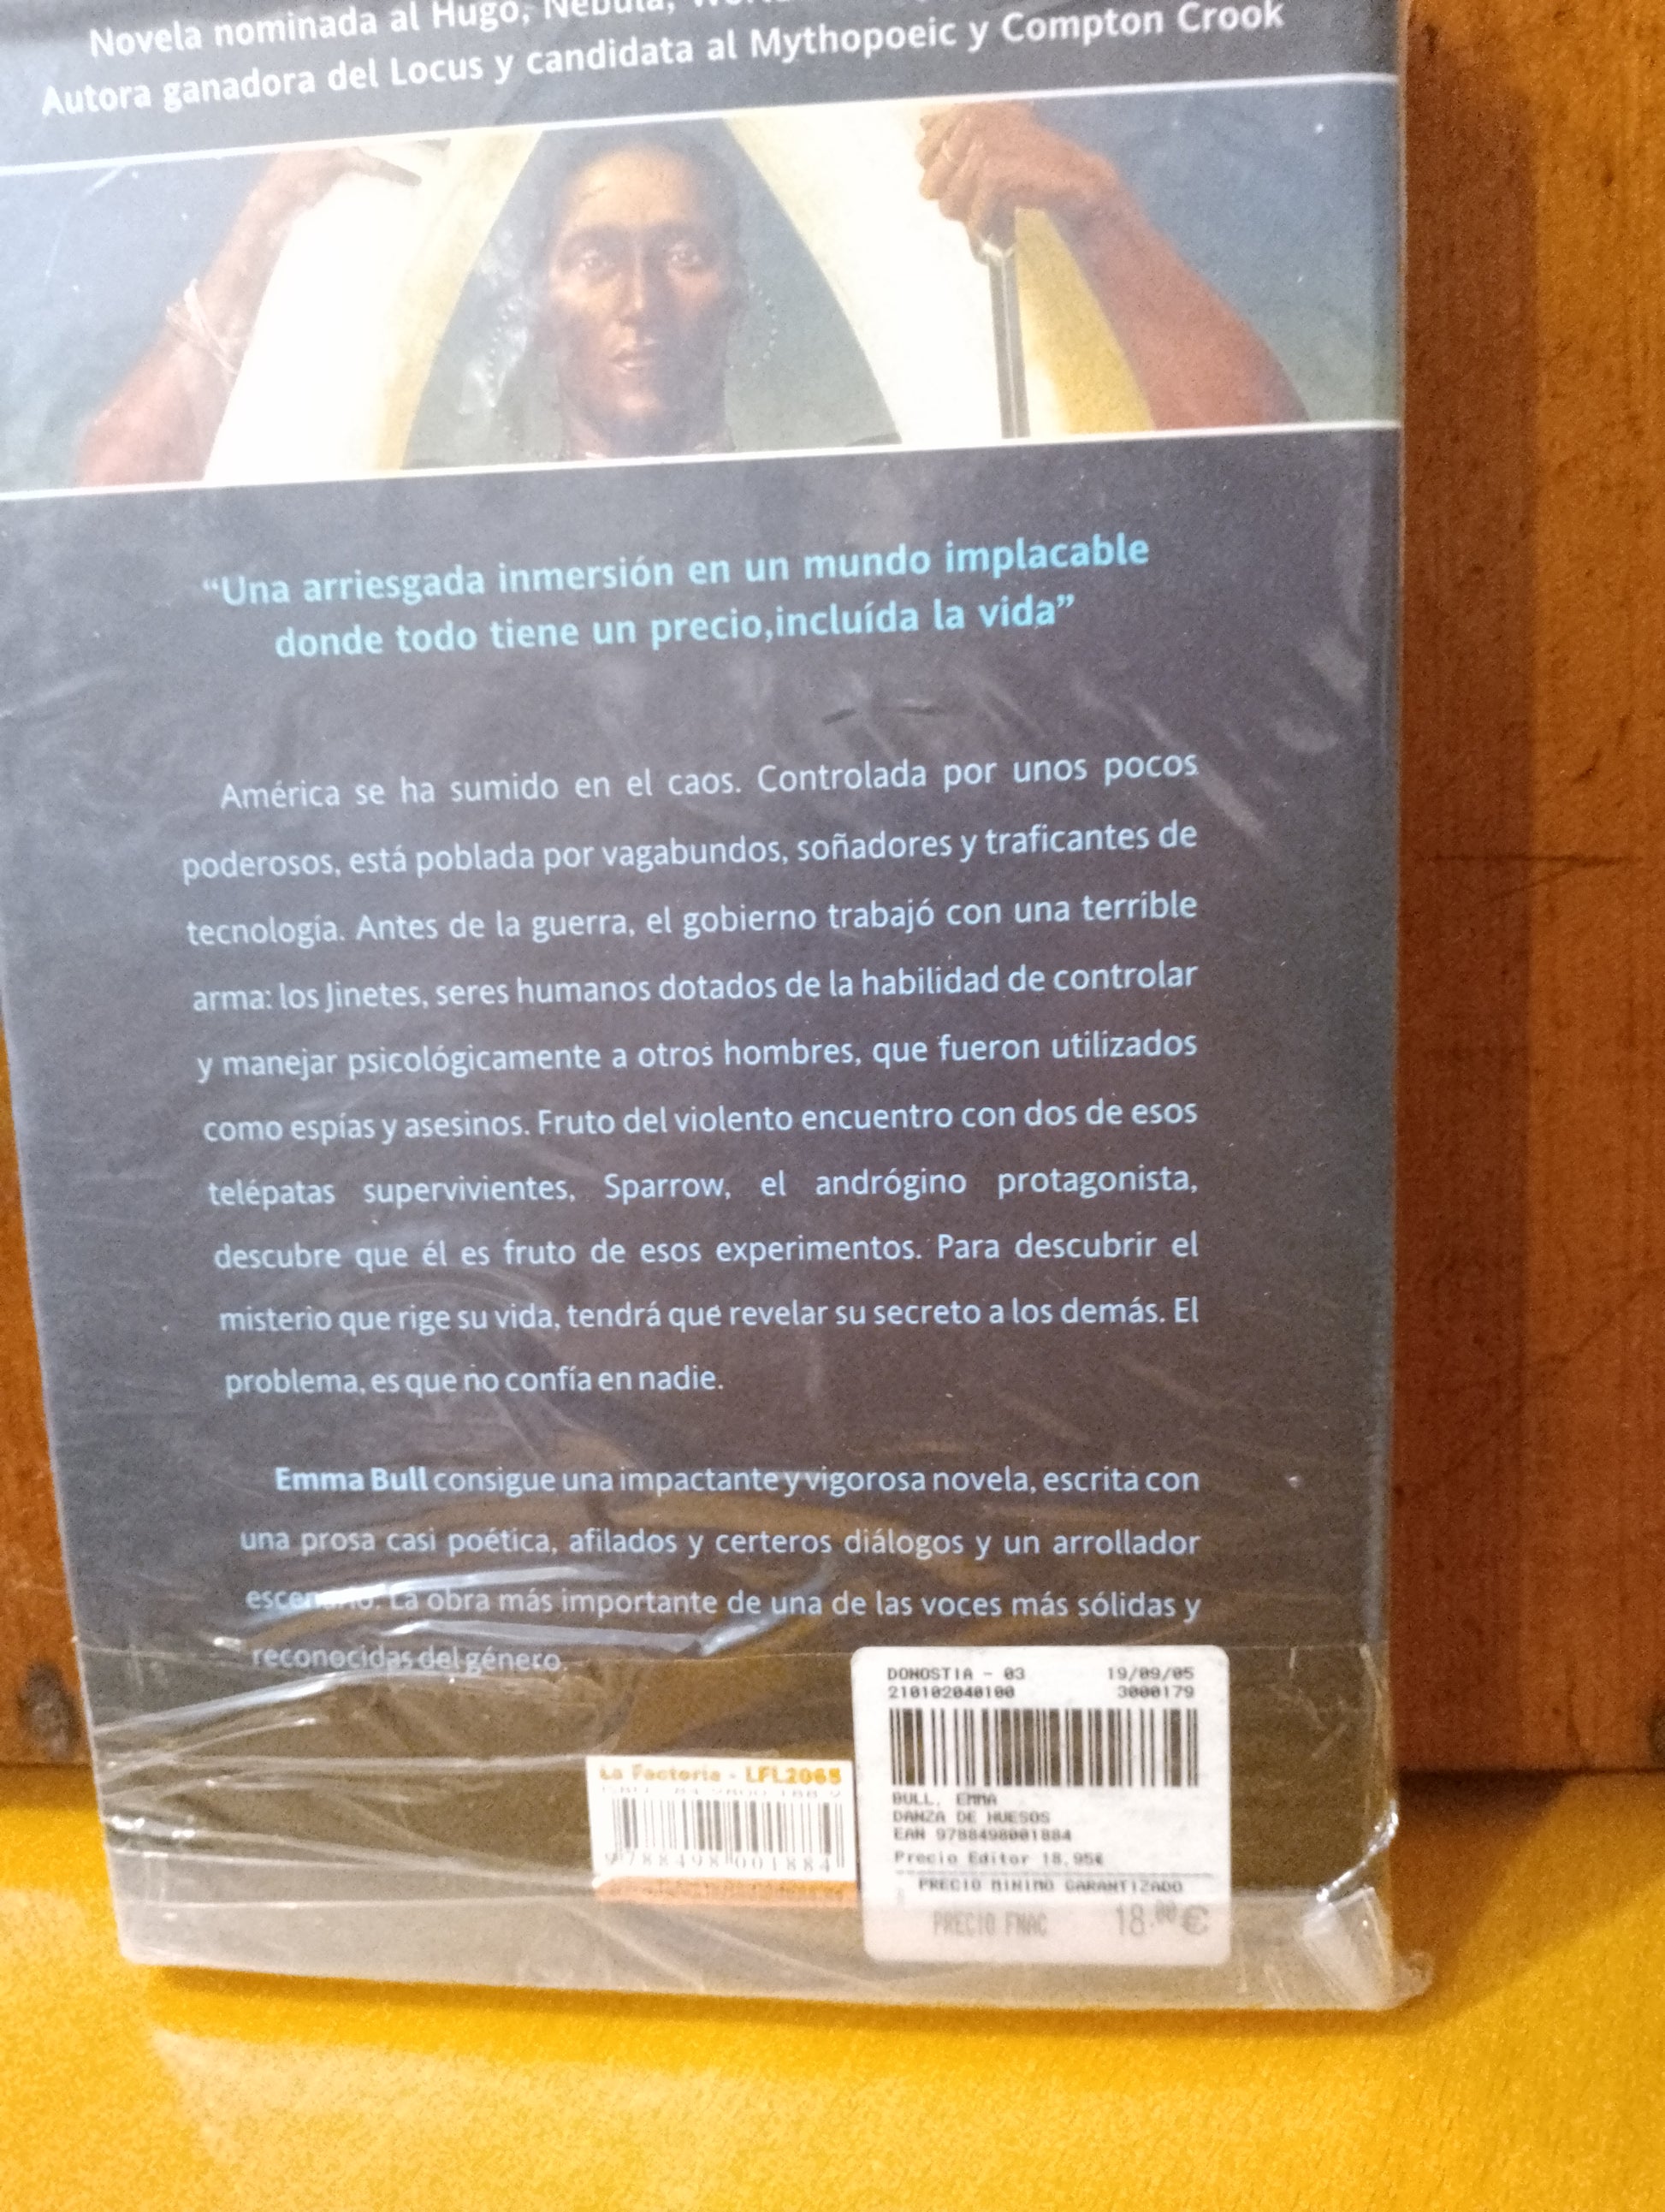 Novela nominada al Hugo, Nebula,
Autora ganadora del Locus y candidata al Mythopoeic y Compton Crook
“Una arriesgada inmersión en un mundo implacable
donde todo tiene un precio,incluída la vida”
América se ha sumido en el caos. Controlada por unos pocos
poderosos, está poblada por vagabundos, soñadores y traficantes de
tecnología. Antes de la guerra, el gobierno trabajó con una terrible
arma: los Jinetes, seres humanos dotados de la habilidad de controlar
y manejar psicológicamente a otros hombres, que fueron utilizados
como espías y asesinos. Fruto del violento encuentro con dos de esos
telépatas supervivientes, Sparrow, el andrógino protagonista,
descubre que él es fruto de esos experimentos. Para descubrir el
misterio que rige su vida, tendrá que revelar su secreto a los demás. El
problema, es que no confía en nadie.
Emma Bull consigue una impactante y vigorosa novela, escrita con
una prosa casi poética, afilados y certeros diálogos y un arrollador
escenario. La obra más importante de una de las voces más sólidas y
reconocidas del género.
DONOSTIA - 03 19/09/05
210102040100 3000179
BULL, EMMA
DANZA DE HUESOS
EAN 9788498001884
Precio Editor 18,95€
PRECIO MINIMO GARANTIZADO
PRECIO FNAC 18.00€
La Factoria - LFL2065
9 788498 001884